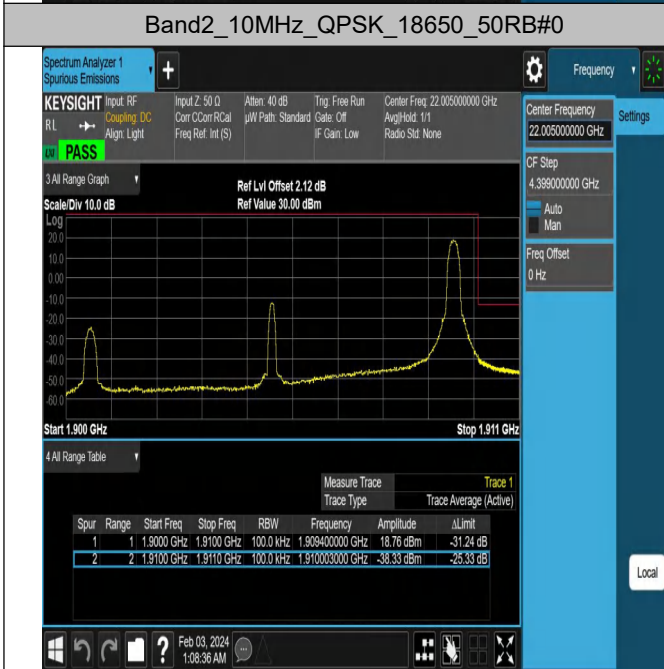 Band2_10MHz_QPSK_18650_50RB#0
Spectrum Analyzer 1
Spurious Emissions
+
Frequency
KEYSIGHT
RL
PASS
Input: RF
Coupling: DC
Align: Light
Input Z: 50 Ω
Corr CCorr RCal
Freq Ref: Int (S)
Atten: 40 dB
µW Path: Standard
Trig: Free Run
Gate: Off
IF Gain: Low
Center Freq: 22.005000000 GHz
Avg|Hold: 1/1
Radio Std: None
Center Frequency
22.005000000 GHz
Settings
CF Step
4.399000000 GHz
Auto
Man
Freq Offset
0 Hz
3 All Range Graph
Scale/Div 10.0 dB
Ref Lvl Offset 2.12 dB
Ref Value 30.00 dBm
Log
20.0
10.0
0.00
-10.0
-20.0
-30.0
-40.0
-50.0
-60.0
Start 1.900 GHz
Stop 1.911 GHz
4 All Range Table
Measure Trace Trace 1
Trace Type Trace Average (Active)
Spur Range Start Freq Stop Freq RBW Frequency Amplitude ΔLimit
1 1 1.9000 GHz 1.9100 GHz 100.0 kHz 1.909400000 GHz 18.76 dBm -31.24 dB
2 2 1.9100 GHz 1.9110 GHz 100.0 kHz 1.910003000 GHz -38.33 dBm -25.33 dB
Local
?
Feb 03, 2024
1:08:36 AM